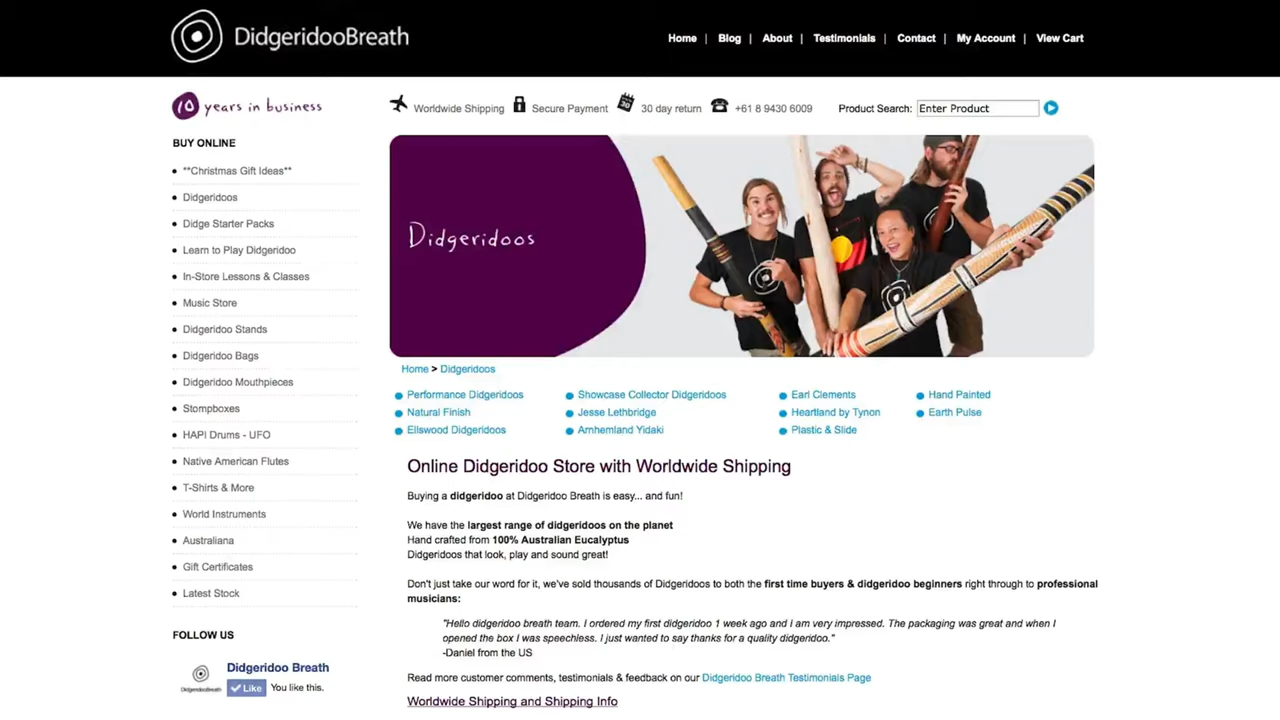 DidgeridooBreath
Home | Blog | About | Testimonials | Contact | My Account | View Cart
10 years in business
Worldwide Shipping
Secure Payment
30
30 day return
+61 8 9430 6009
Product Search:
Enter Product
BUY ONLINE
**Christmas Gift Ideas**
Didgeridoos
Didge Starter Packs
Learn to Play Didgeridoo
In-Store Lessons & Classes
Music Store
Didgeridoo Stands
Didgeridoo Bags
Didgeridoo Mouthpieces
Stompboxes
HAPI Drums - UFO
Native American Flutes
T-Shirts & More
World Instruments
Australiana
Gift Certificates
Latest Stock
FOLLOW US
DidgeridooBreath
Didgeridoo Breath
Like
You like this.
Didgeridoos
Home > Didgeridoos
Performance Didgeridoos
Showcase Collector Didgeridoos
Earl Clements
Hand Painted
Natural Finish
Jesse Lethbridge
Heartland by Tynon
Earth Pulse
Ellswood Didgeridoos
Arnhemland Yidaki
Plastic & Slide
Online Didgeridoo Store with Worldwide Shipping
Buying a didgeridoo at Didgeridoo Breath is easy... and fun!
We have the largest range of didgeridoos on the planet
Hand crafted from 100% Australian Eucalyptus
Didgeridoos that look, play and sound great!
Don't just take our word for it, we've sold thousands of Didgeridoos to both the first time buyers & didgeridoo beginners right through to professional
musicians:
"Hello didgeridoo breath team. I ordered my first didgeridoo 1 week ago and I am very impressed. The packaging was great and when I
opened the box I was speechless. I just wanted to say thanks for a quality didgeridoo."
-Daniel from the US
Read more customer comments, testimonials & feedback on our Didgeridoo Breath Testimonials Page
Worldwide Shipping and Shipping Info